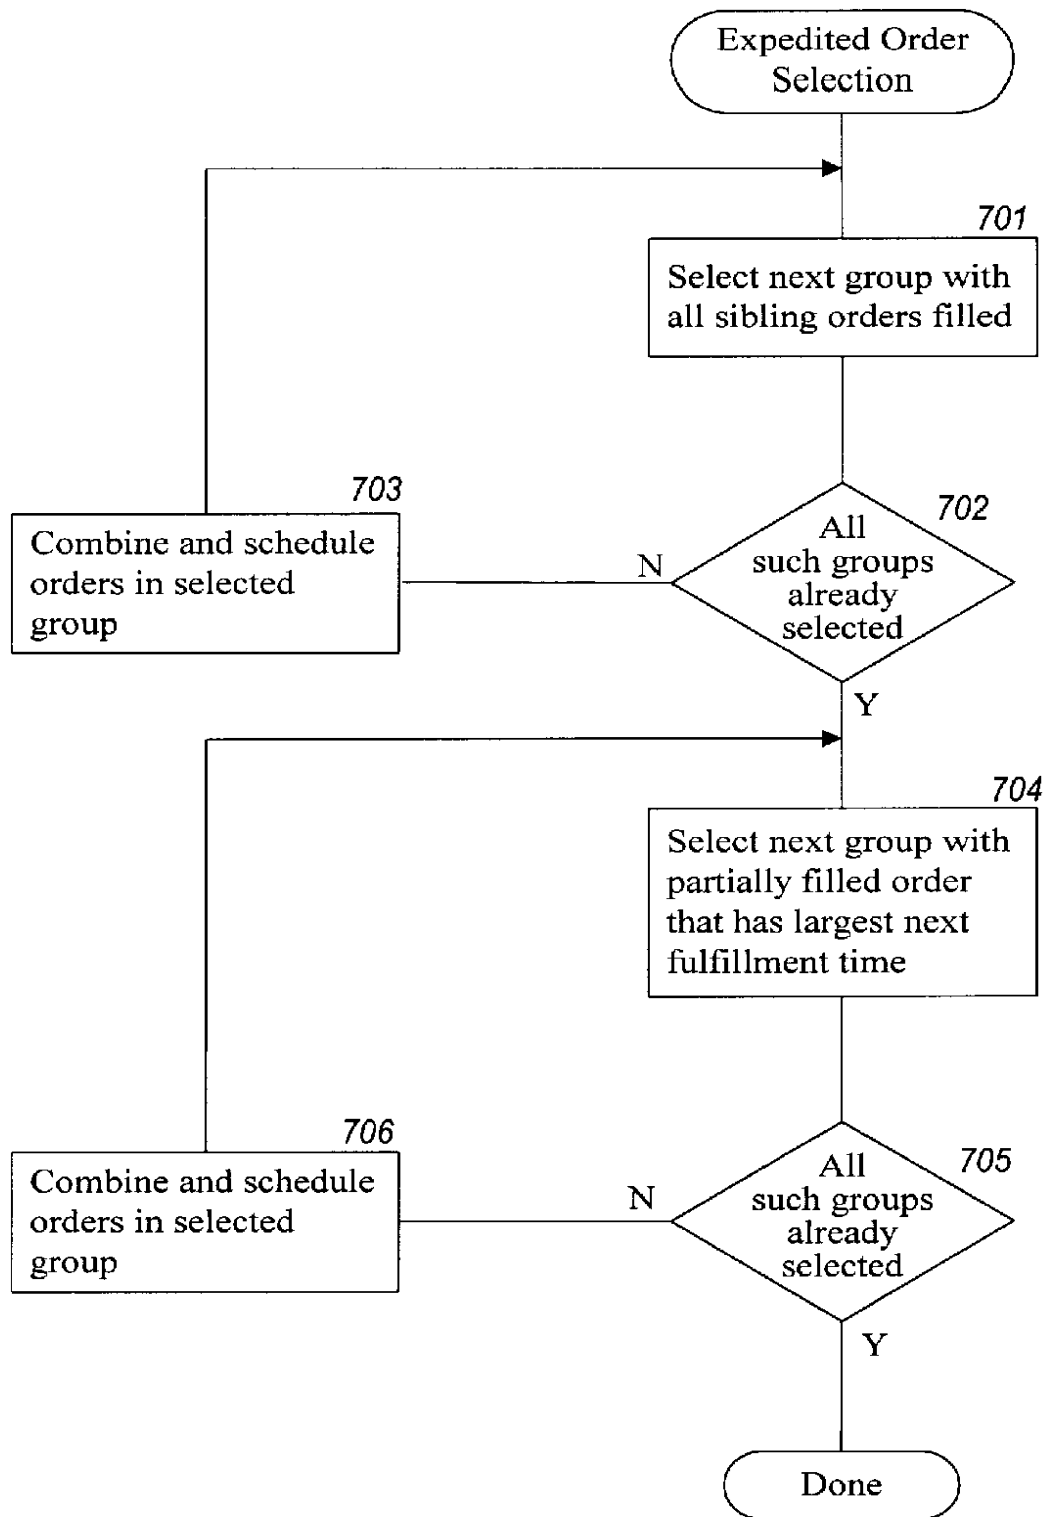 Expedited Order
Selection
701
Select next group with
all sibling orders filled
703
Combine and schedule
orders in selected
group
702
All
such groups
already
selected
N
Y
704
Select next group with
partially filled order
that has largest next
fulfillment time
706
Combine and schedule
orders in selected
group
705
All
such groups
already
selected
N
Y
Done